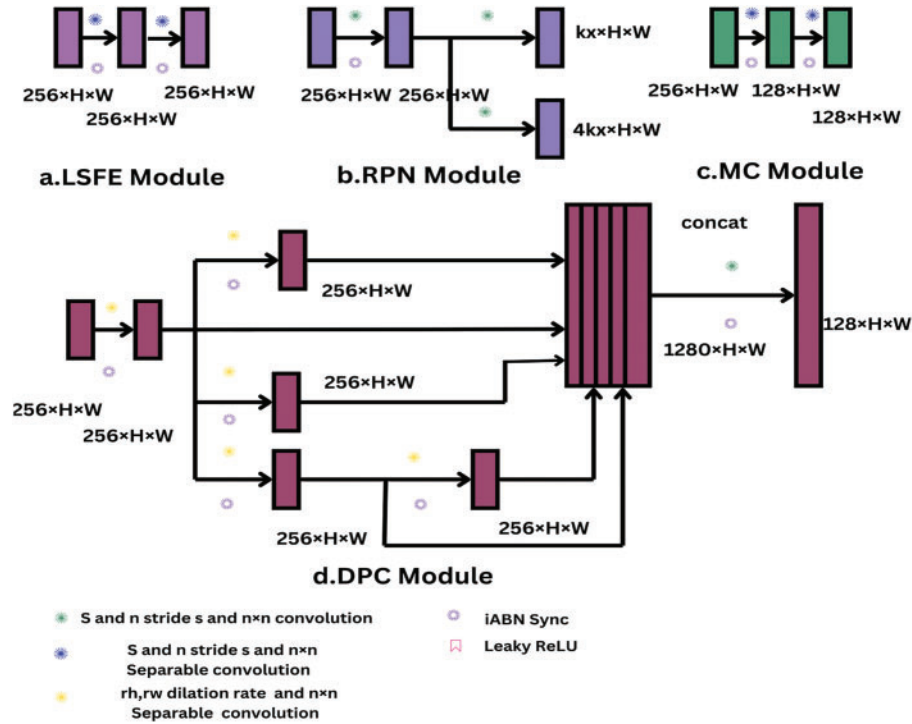 256×H×W
256×H×W
256×H×W
a.LSFE Module
256×H×W
256×H×W
kx×H×W
4kx×H×W
b.RPN Module
256×H×W
128×H×W
128×H×W
c.MC Module
256×H×W
256×H×W
256×H×W
256×H×W
256×H×W
256×H×W
concat
1280×H×W
128×H×W
d.DPC Module
S and n stride s and n×n convolution
S and n stride s and n×n
Separable convolution
rh,rw dilation rate and n×n
Separable convolution
iABN Sync
Leaky ReLU